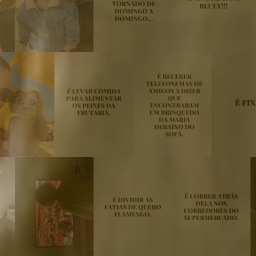 TORNADO DE
DOMINGO A
DOMINGO...
BLUEY!!!
É LEVAR COMIDA
PARA ALIMENTAR
OS PEIXES DA
FRUTARIA.
É RECEBER
TELEFONEMAS DE
AMIGOS A DIZER
QUE
ENCONTRARAM
UM BRINQUEDO
DA MARIA
DEBAIXO DO
SOFÁ.
É FIX
É DIVIDIR AS
FATIAS DE QUEIJO
FLAMENGO.
É CORRER ATRÁS
DELA NOS
CORREDORES DO
SUPERMERCADO.